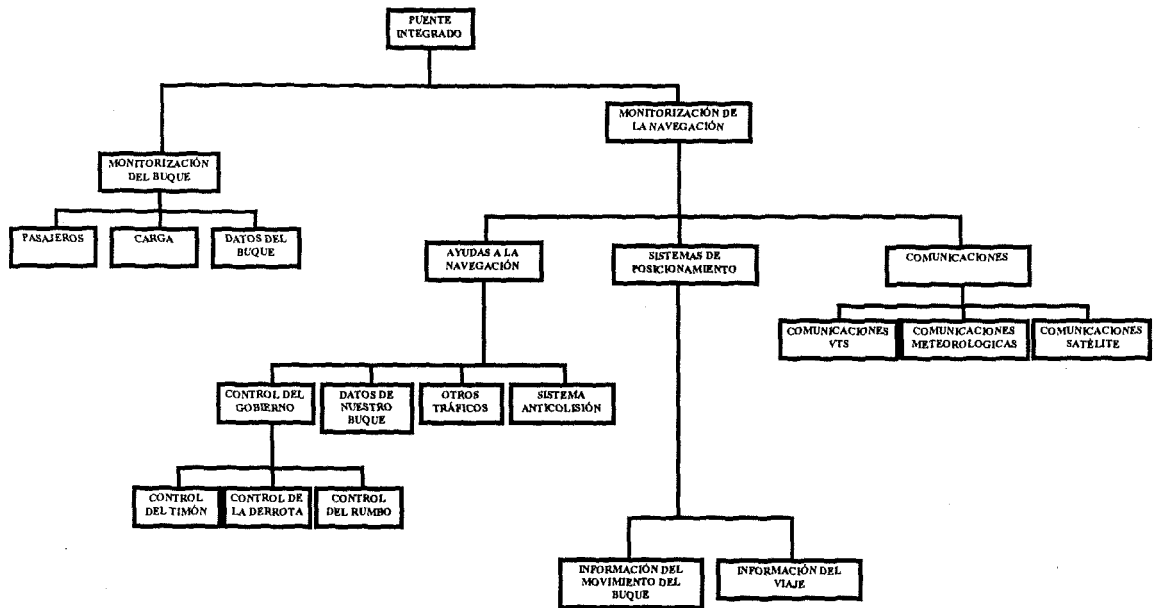 PUENTE
INTEGRADO
MONITORIZACIÓN DE
LA NAVEGACIÓN
MONITORIZACIÓN
DEL BUQUE
PASAJEROS
CARGA
DATOS DEL
BUQUE
AYUDAS A LA
NAVEGACIÓN
SISTEMAS DE
POSICIONAMIENTO
COMUNICACIONES
COMUNICACIONES
VTS
COMUNICACIONES
METEOROLOGICAS
COMUNICACIONES
SATÉLITE
CONTROL DEL
GOBIERNO
DATOS DE
NUESTRO
BUQUE
OTROS
TRÁFICOS
SISTEMA
ANTICOLISIÓN
CONTROL
DEL TIMÓN
CONTROL DE
LA DERROTA
CONTROL
DEL RUMBO
INFORMACIÓN DEL
MOVIMIENTO DEL
BUQUE
INFORMACIÓN DEL
VIAJE